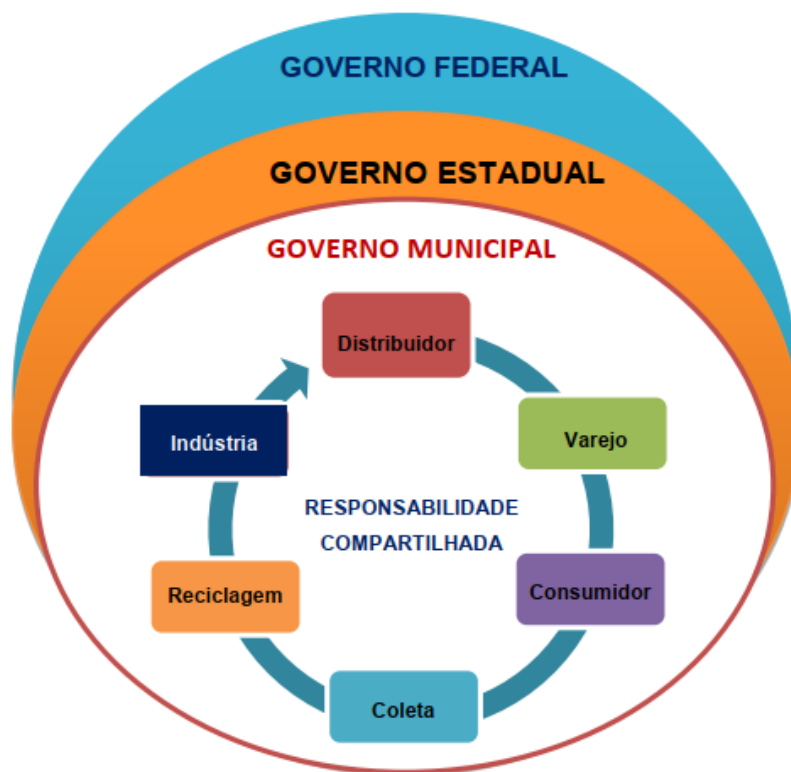 GOVERNO FEDERAL
GOVERNO ESTADUAL
GOVERNO MUNICIPAL
Distribuidor
Varejo
Indústria
RESPONSABILIDADE
COMPARTILHADA
Consumidor
Reciclagem
Coleta